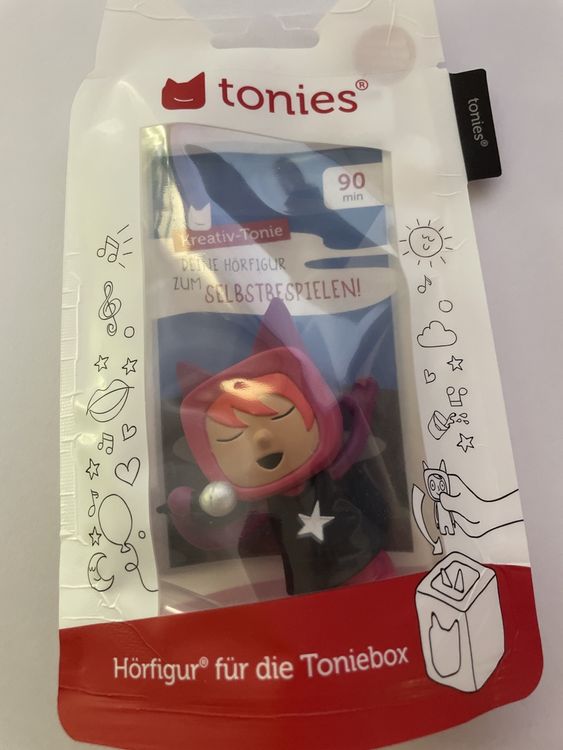 tonies®
tonies®
90
min
Kreativ-Tonie
DEINE HÖRFIGUR
ZUM SELBSTBESPIELEN!
Hörfigur® für die Toniebox